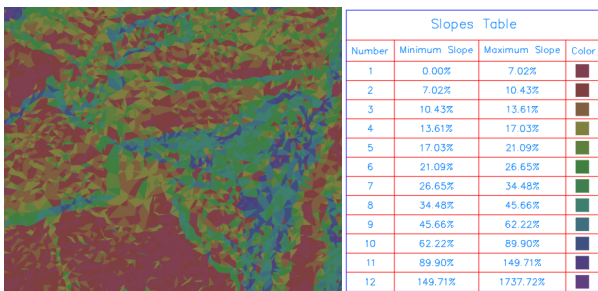 Slopes Table
Number Minimum Slope Maximum Slope Color
1 0.00% 7.02%
2 7.02% 10.43%
3 10.43% 13.61%
4 13.61% 17.03%
5 17.03% 21.09%
6 21.09% 26.65%
7 26.65% 34.48%
8 34.48% 45.66%
9 45.66% 62.22%
10 62.22% 89.90%
11 89.90% 149.71%
12 149.71% 1737.72%